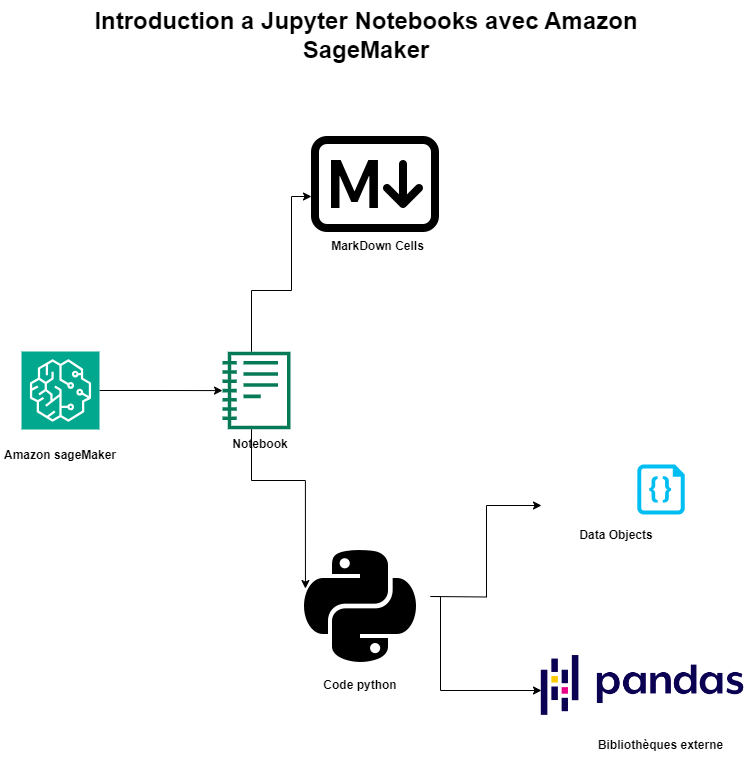 Introduction a Jupyter Notebooks avec Amazon
SageMaker
M
MarkDown Cells
Notebook
Amazon sageMaker
{}
Data Objects
Code python
pandas
Bibliothèques externe